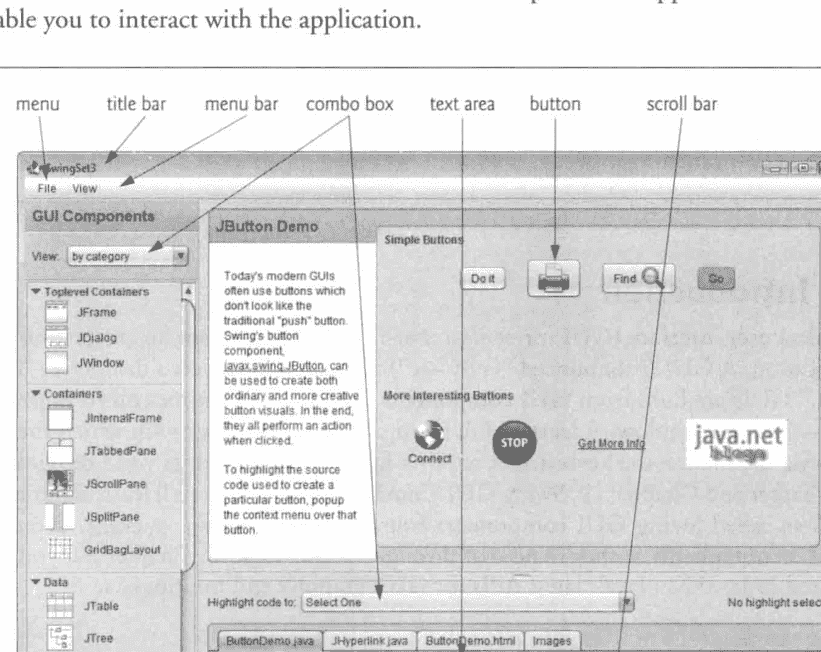 able you to interact with the application.
menu title bar menu bar combo box text area button scroll bar
SwingSet3
File View
GUI Components
View: by category
Toplevel Containers
JFrame
JDialog
JWindow
Containers
JInternalFrame
JTabbedPane
JScrollPane
JSplitPane
GridBagLayout
Data
JTable
JTree
JButton Demo
Today's modern GUIs
often use buttons which
don't look like the
traditional "push" button.
Swing's button
component,
javax.swing.JButton, can
be used to create both
ordinary and more creative
button visuals. In the end,
they all perform an action
when clicked.
To highlight the source
code used to create a
particular button, popup
the context menu over that
button.
Simple Buttons
Do it Find Go
More Interesting Buttons
Connect STOP Get More Info java.net
blogs
Highlight code to: Select One No highlight selec
ButtonDemo.java JHyperlink.java ButtonDemo.html Images